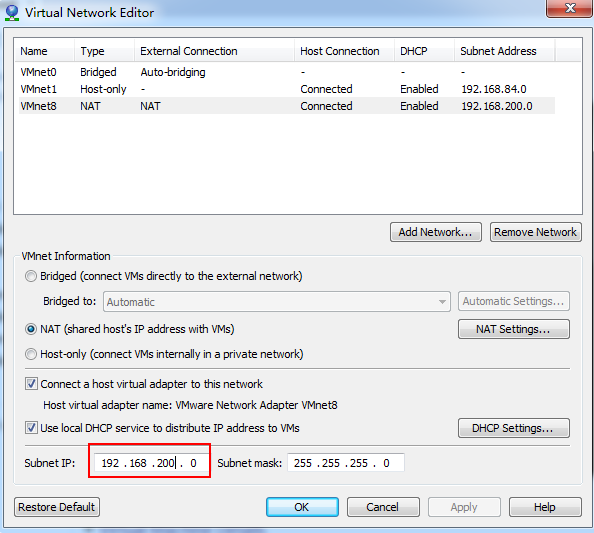 Virtual Network Editor
Name Type External Connection Host Connection DHCP Subnet Address
VMnet0 Bridged Auto-bridging - - -
VMnet1 Host-only - Connected Enabled 192.168.84.0
VMnet8 NAT NAT Connected Enabled 192.168.200.0
Add Network... Remove Network
VMnet Information
Bridged (connect VMs directly to the external network)
Bridged to: Automatic Automatic Settings...
NAT (shared host's IP address with VMs) NAT Settings...
Host-only (connect VMs internally in a private network)
Connect a host virtual adapter to this network
Host virtual adapter name: VMware Network Adapter VMnet8
Use local DHCP service to distribute IP address to VMs DHCP Settings...
Subnet IP: 192 . 168 . 200 . 0 Subnet mask: 255 . 255 . 255 . 0
Restore Default OK Cancel Apply Help